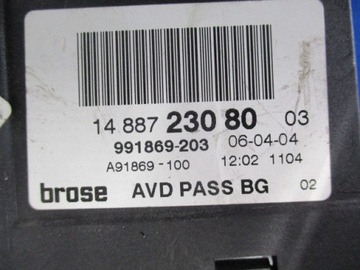 14 887 230 80 03
991869-203 06-04-04
A91869-100 12:02 1104
brose AVD PASS BG 02